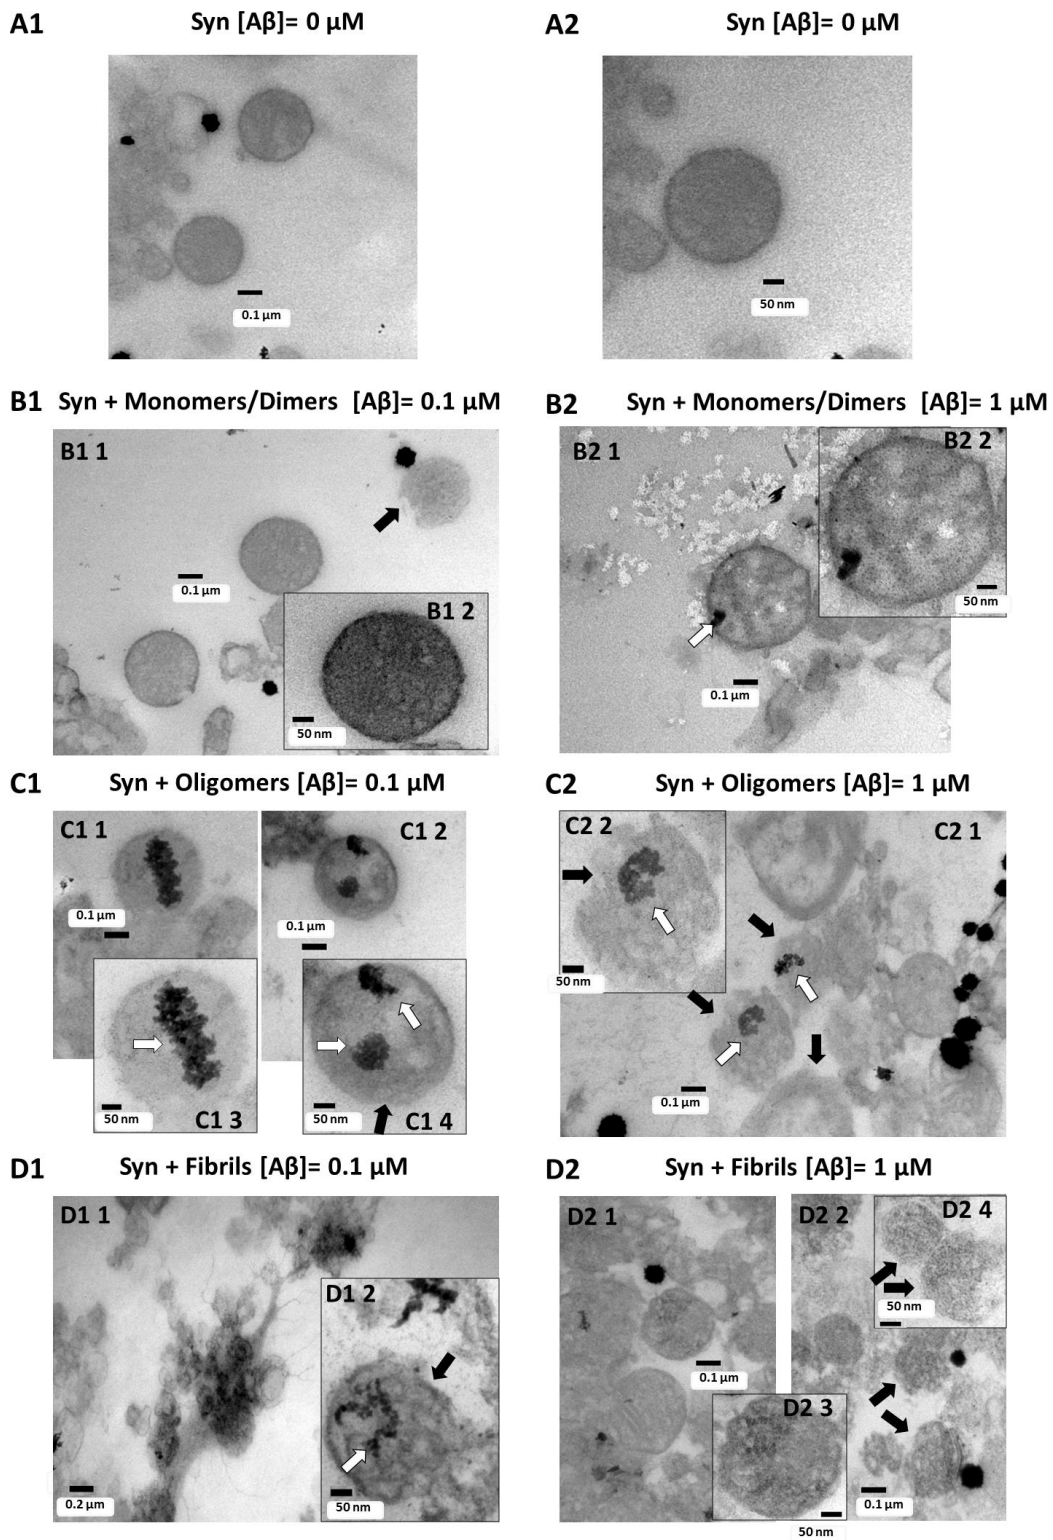 A1 Syn [Aβ]= 0 µM
0.1 µm
A2 Syn [Aβ]= 0 µM
50 nm
B1 Syn + Monomers/Dimers [Aβ]= 0.1 µM
B1 1
0.1 µm
B1 2
50 nm
B2 Syn + Monomers/Dimers [Aβ]= 1 µM
B2 1
B2 2
50 nm
0.1 µm
C1 Syn + Oligomers [Aβ]= 0.1 µM
C1 1
C1 2
0.1 µm
0.1 µm
50 nm
C1 3
50 nm
C1 4
C2 Syn + Oligomers [Aβ]= 1 µM
C2 2
C2 1
50 nm
0.1 µm
D1 Syn + Fibrils [Aβ]= 0.1 µM
D1 1
D1 2
0.2 µm
50 nm
D2 Syn + Fibrils [Aβ]= 1 µM
D2 1
D2 2
D2 4
50 nm
0.1 µm
D2 3
0.1 µm
50 nm